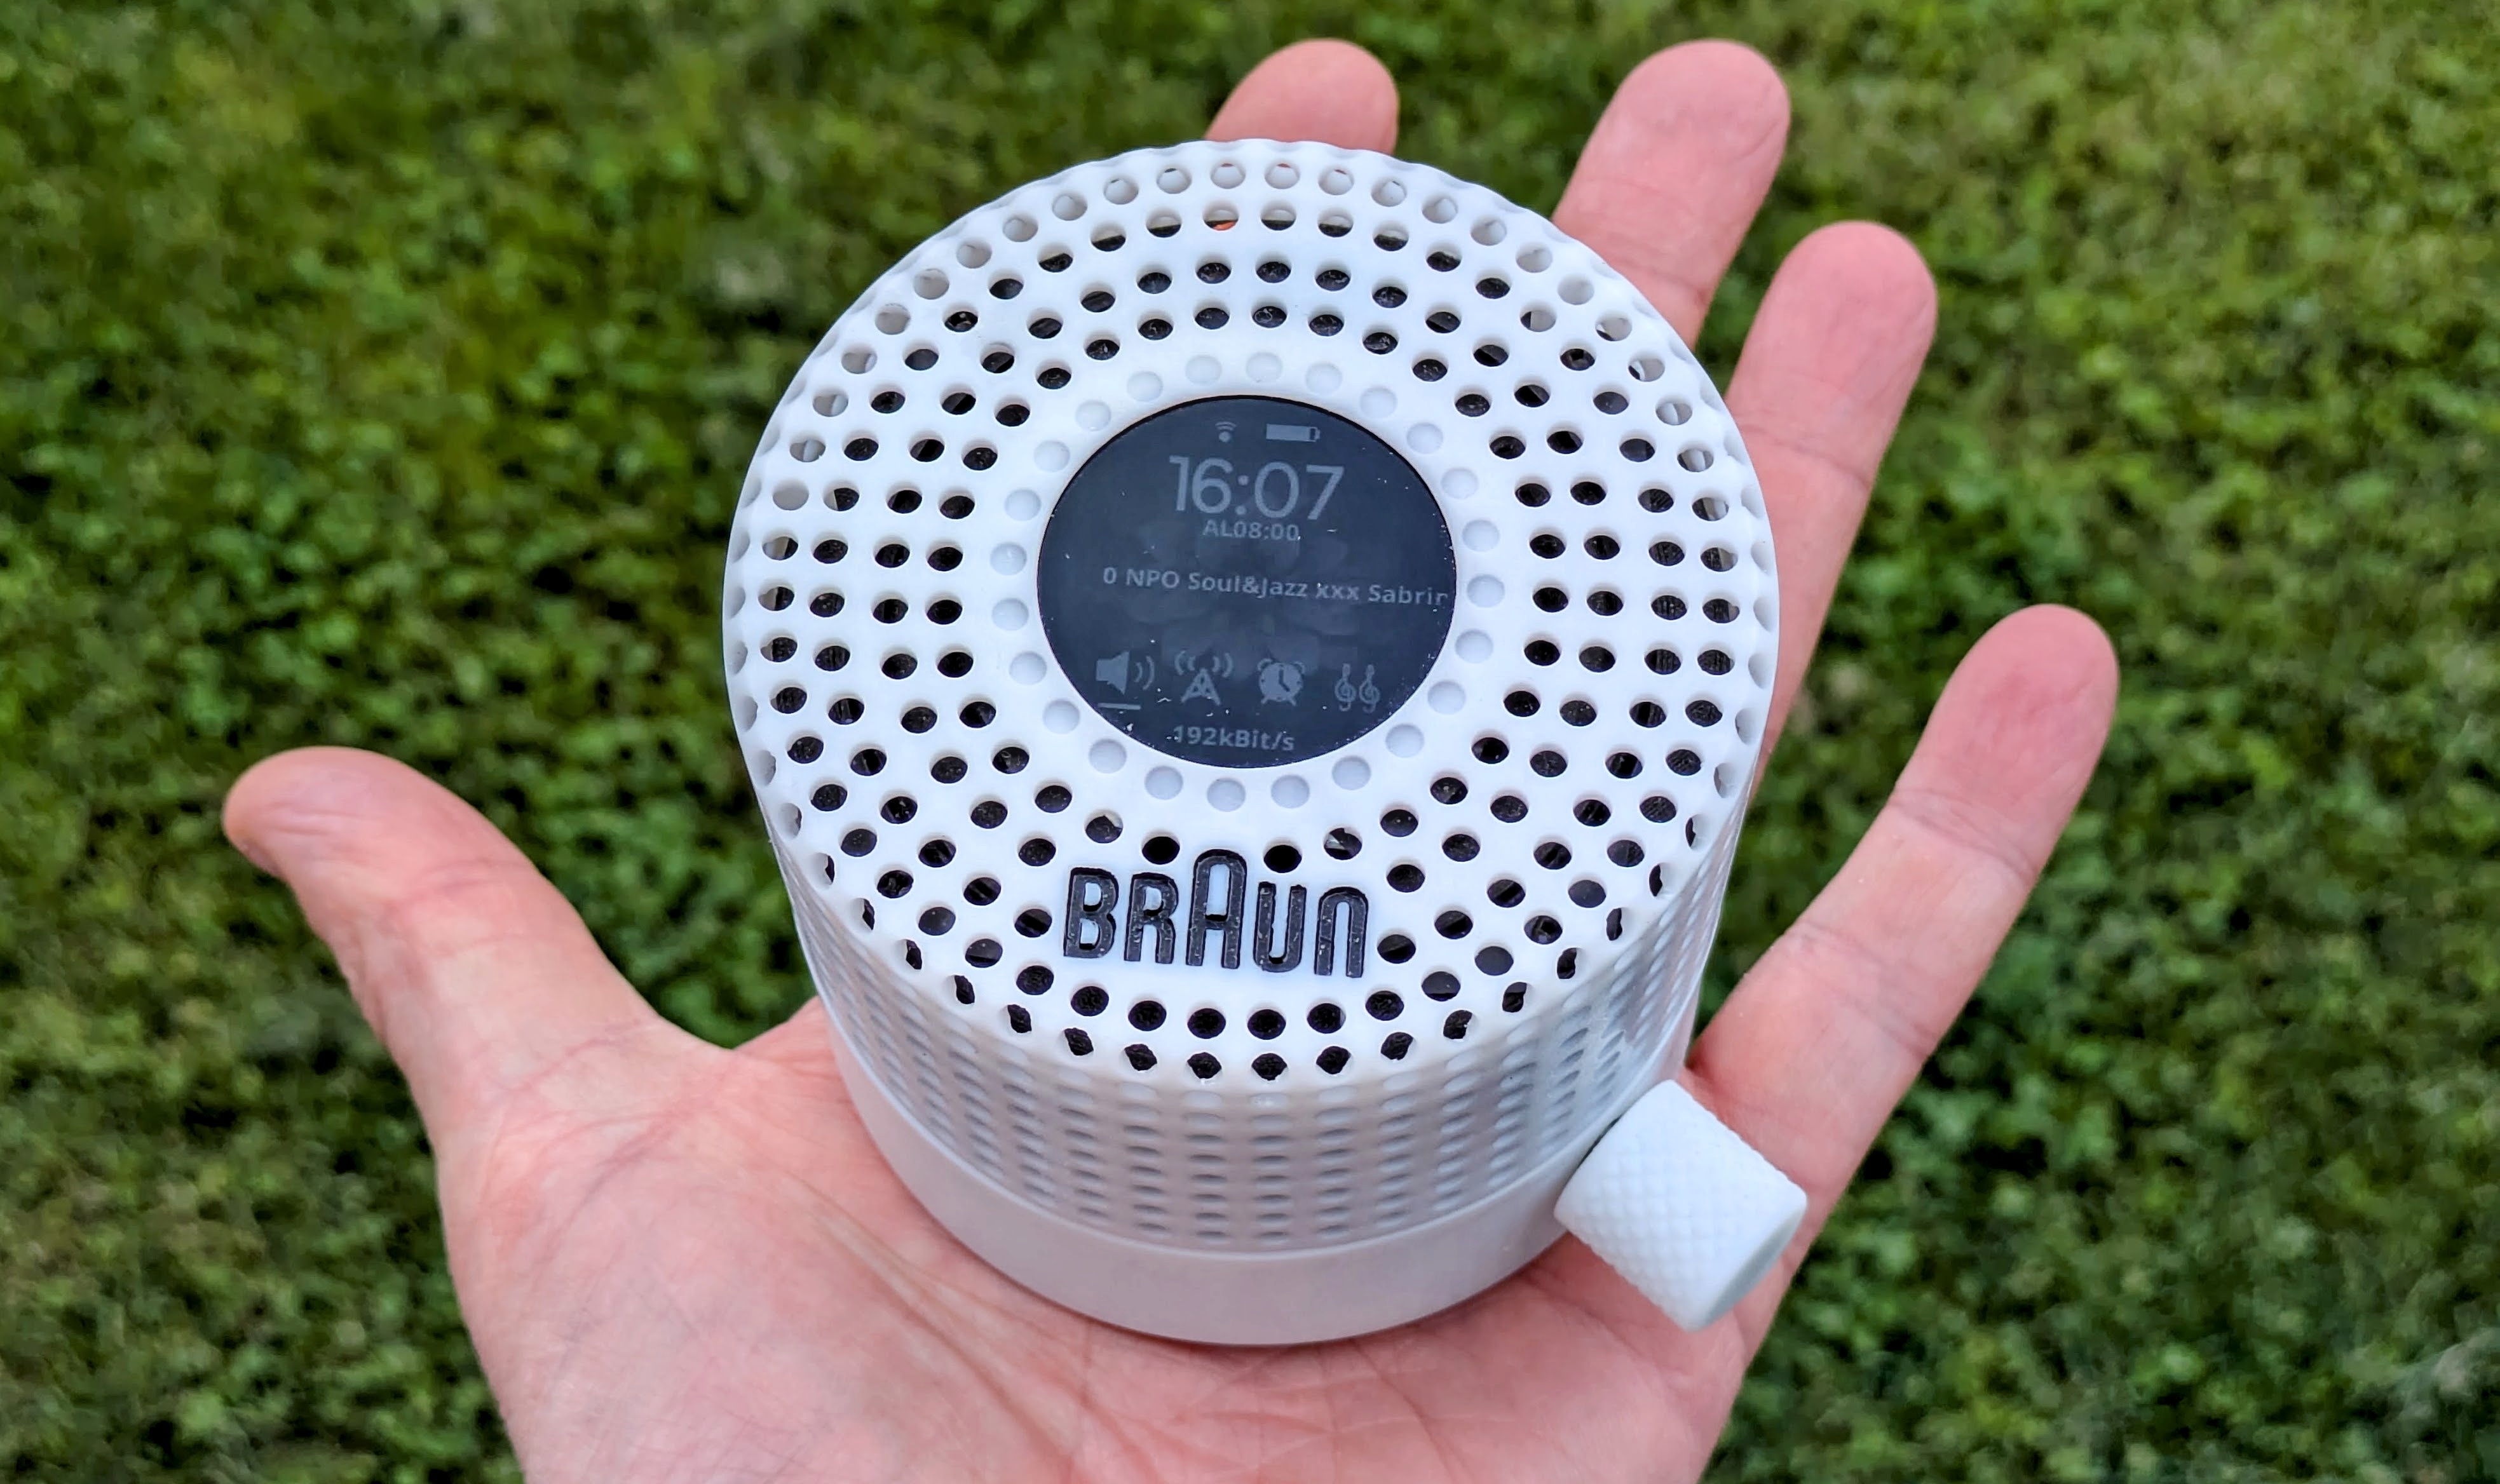 16:07
AL08:00
0 NPO Soul&Jazz xxx Sabrin
192kBit/s
BRAUN